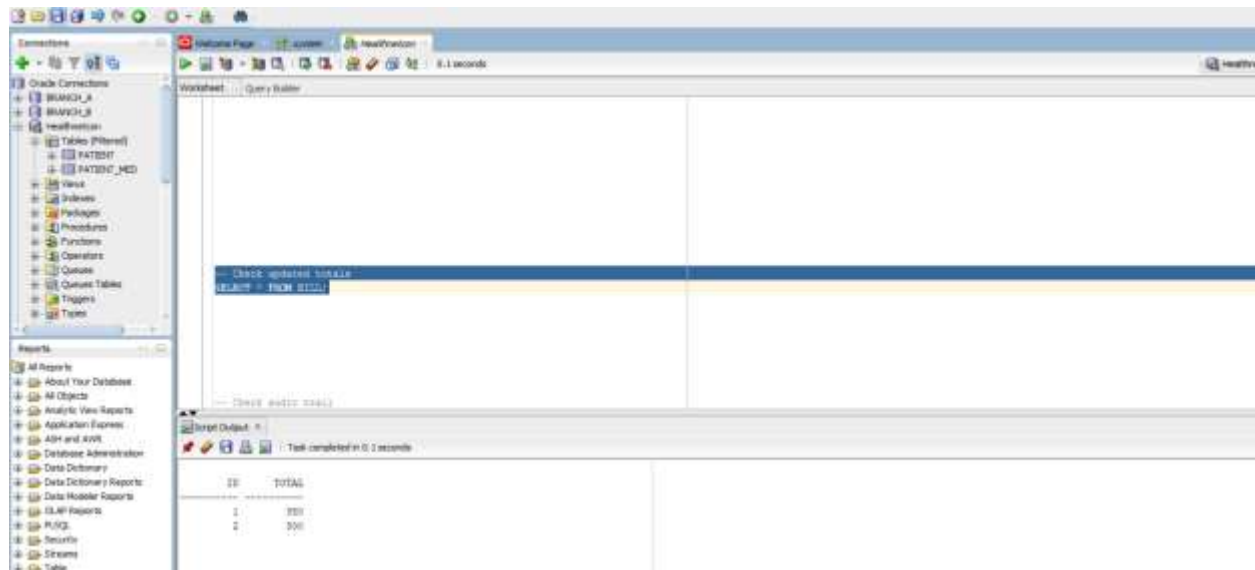 Connections
Welcome Page
system
0.1 seconds
Worksheet
Query Builder
Oracle Connections
BRANCH_A
BRANCH_B
Tables (Filtered)
PATIENT
PATIENT_MED
Views
Indexes
Packages
Procedures
Functions
Operators
Queues
Queues Tables
Triggers
Types
-- Check updated totals
SELECT * FROM BILL;
-- Check audit trail
Reports
All Reports
About Your Database
All Objects
Analytic View Reports
Application Express
ASH and AWR
Database Administration
Data Dictionary
Data Dictionary Reports
Data Modeler Reports
OLAP Reports
PL/SQL
Security
Streams
Table
Script Output
Task completed in 0.1 seconds
ID TOTAL
---------- ----------
1
2